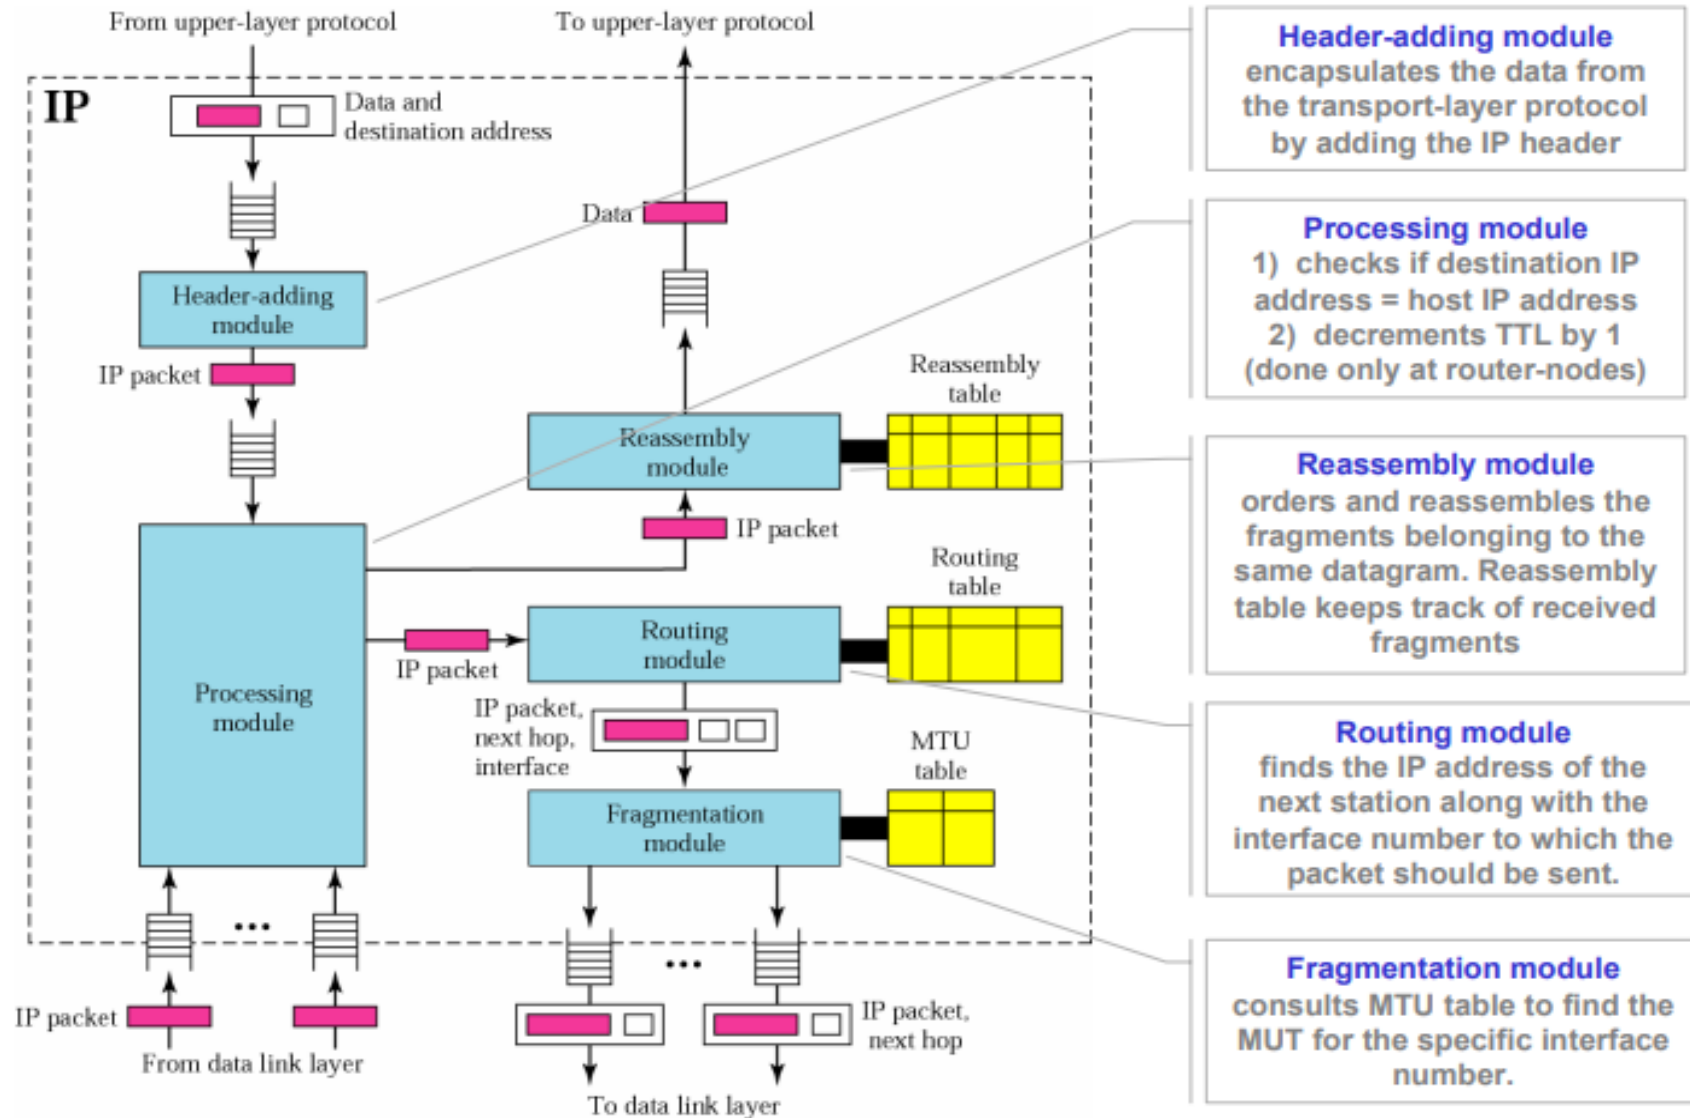 From upper-layer protocol
To upper-layer protocol
IP
Data and
destination address
Data
Header-adding
module
IP packet
Reassembly
table
Reassembly
module
IP packet
Routing
table
Routing
module
IP packet
Processing
module
IP packet,
next hop,
interface
MTU
table
Fragmentation
module
•••
•••
IP packet
From data link layer
IP packet,
next hop
To data link layer
Header-adding module
encapsulates the data from
the transport-layer protocol
by adding the IP header
Processing module
1) checks if destination IP
address = host IP address
2) decrements TTL by 1
(done only at router-nodes)
Reassembly module
orders and reassembles the
fragments belonging to the
same datagram. Reassembly
table keeps track of received
fragments
Routing module
finds the IP address of the
next station along with the
interface number to which the
packet should be sent.
Fragmentation module
consults MTU table to find the
MUT for the specific interface
number.